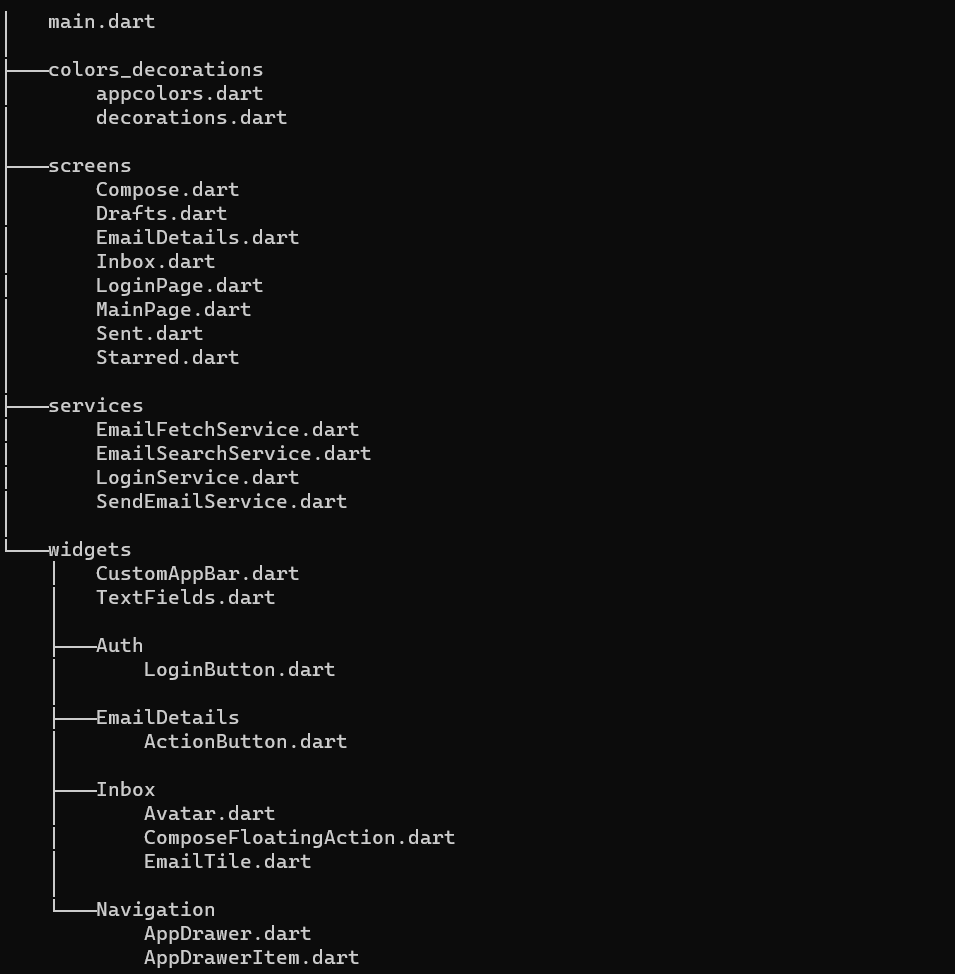 main.dart
colors_decorations
appcolors.dart
decorations.dart
screens
Compose.dart
Drafts.dart
EmailDetails.dart
Inbox.dart
LoginPage.dart
MainPage.dart
Sent.dart
Starred.dart
services
EmailFetchService.dart
EmailSearchService.dart
LoginService.dart
SendEmailService.dart
widgets
CustomAppBar.dart
TextFields.dart
Auth
LoginButton.dart
EmailDetails
ActionButton.dart
Inbox
Avatar.dart
ComposeFloatingAction.dart
EmailTile.dart
Navigation
AppDrawer.dart
AppDrawerItem.dart